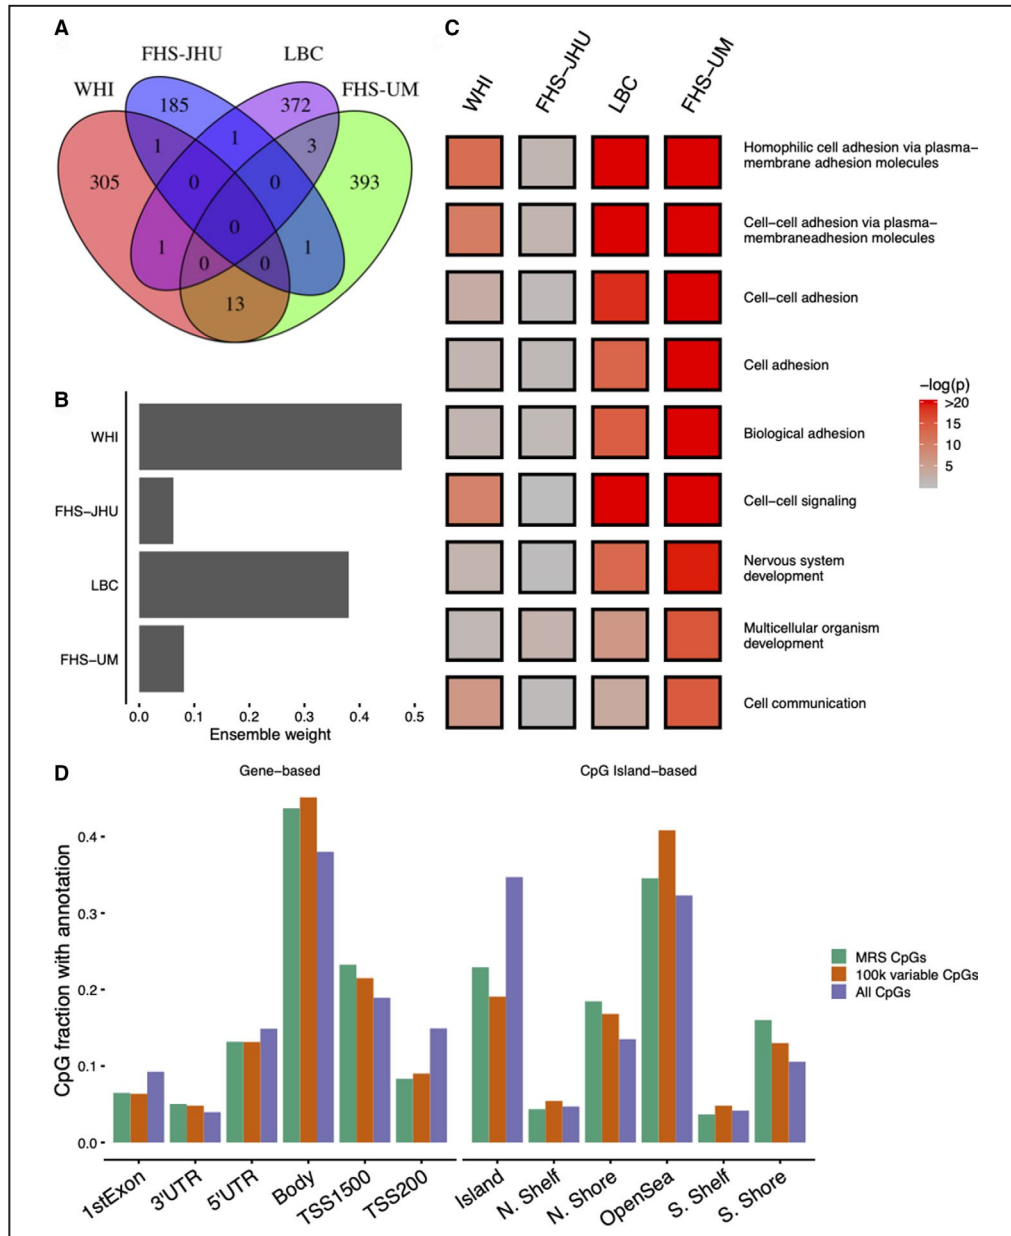 A
FHS-JHU
LBC
WHI
FHS-UM
185
372
1
1
3
305
0
0
393
0
1
0
0
1
13
B
WHI
FHS–JHU
LBC
FHS–UM
0.0 0.1 0.2 0.3 0.4 0.5
Ensemble weight
C
WHI
FHS–JHU
LBC
FHS–UM
Homophilic cell adhesion via plasma–
membrane adhesion molecules
Cell–cell adhesion via plasma–
membraneadhesion molecules
Cell–cell adhesion
Cell adhesion
Biological adhesion
Cell–cell signaling
Nervous system
development
Multicellular organism
development
Cell communication
–log(p)
>20
15
10
5
D
Gene–based
CpG Island–based
CpG fraction with annotation
0.4
0.3
0.2
0.1
0.0
1stExon
3'UTR
5'UTR
Body
TSS1500
TSS200
Island
N. Shelf
N. Shore
OpenSea
S. Shelf
S. Shore
MRS CpGs
100k variable CpGs
All CpGs